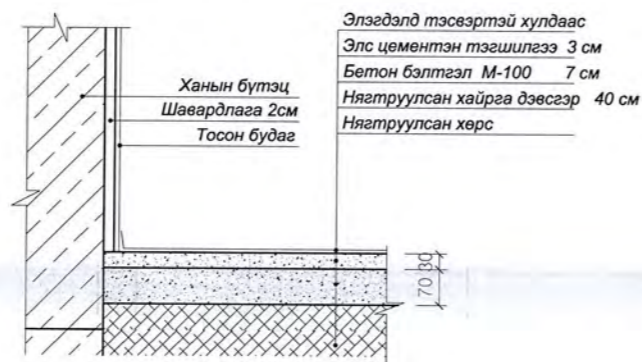 Элэгдэлд тэсвэртэй хулдаас
Элс цементэн тэгшилгээ 3 см
Бетон бэлтгэл М-100 7 см
Нягтруулсан хайрга дэвсгэр 40 см
Нягтруулсан хөрс
Ханын бүтэц
Шавардлага 2см
Тосон будаг
70 30